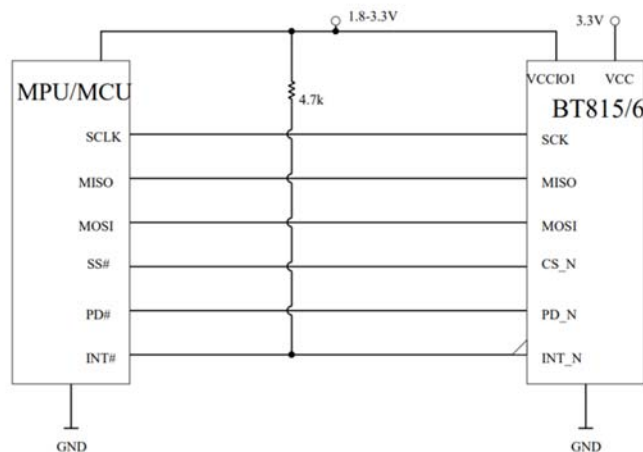 1.8-3.3V
3.3V
MPU/MCU
VCCIO1
VCC
BT815/6
4.7k
SCLK
SCK
MISO
MISO
MOSI
MOSI
SS#
CS_N
PD#
PD_N
INT#
INT_N
GND
GND